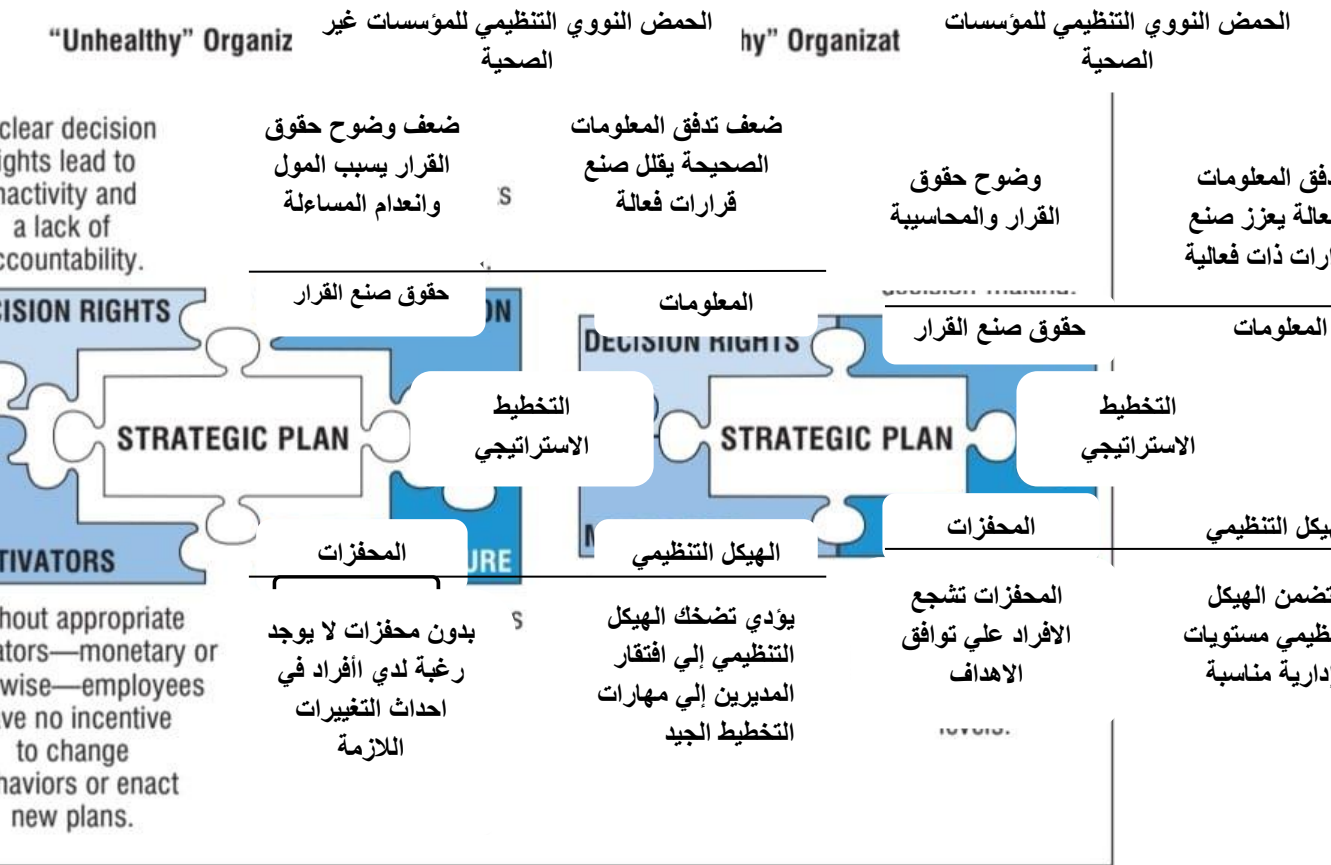 "Unhealthy" Organiz
الحمض النووي التنظيمي للمؤسسات غير
الصحية
hy" Organizat
الحمض النووي التنظيمي للمؤسسات
الصحية
clear decision
ights lead to
nactivity and
a lack of
ccountability.
ضعف وضوح حقوق
القرار يسبب المول
وانعدام المساءلة
s
ضعف تدفق المعلومات
الصحيحة يقلل صنع
قرارات فعالة
وضوح حقوق
القرار والمحاسيبة
دفق المعلومات
عالة يعزز صنع
ارات ذات فعالية
CISION RIGHTS
حقوق صنع القرار
ON
المعلومات
DECISION RIGHTS
حقوق صنع القرار
المعلومات
STRATEGIC PLAN
التخطيط
الاستراتيجي
STRATEGIC PLAN
التخطيط
الاستراتيجي
TIVATORS
المحفزات
URE
الهيكل التنظيمي
المحفزات
هيكل التنظيمي
hout appropriate
ators—monetary or
wise—employees
ve no incentive
to change
haviors or enact
new plans.
بدون محفزات لا يوجد
رغبة لدي اأفراد في
احداث التغييرات
اللازمة
s
يؤدي تضخك الهيكل
التنظيمي إلي افتقار
المديرين إلي مهارات
التخطيط الجيد
المحفزات تشجع
الافراد علي توافق
الاهداف
تضمن الهيكل
ظيمي مستويات
إدارية مناسبة